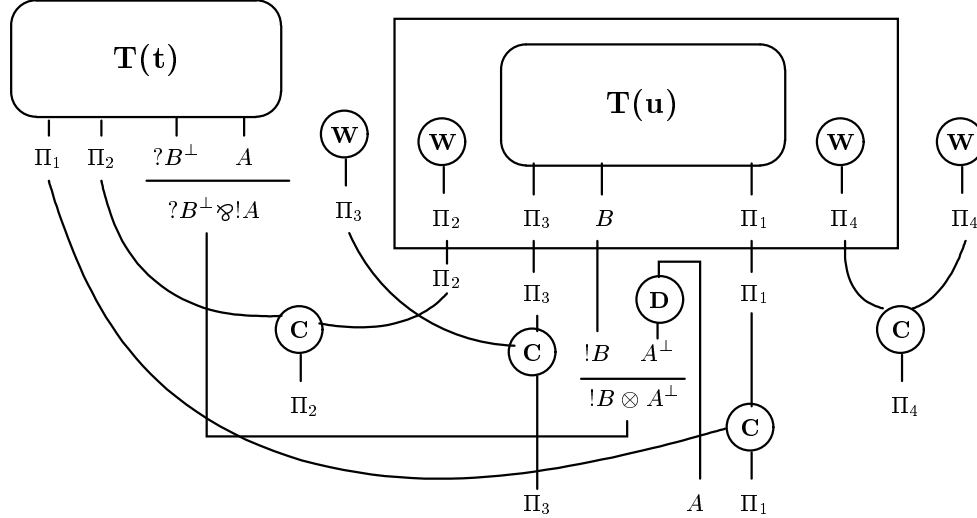 T(t)
T(u)
W W W W
Π₁ Π₂ ?B⊥ A
?B⊥⅋!A
Π₃ Π₂ Π₃ B Π₁ Π₄ Π₄
Π₂ Π₃ Π₁
D
C C C
!B A⊥
!B ⊗ A⊥
Π₂ Π₄
C
Π₃ A Π₁